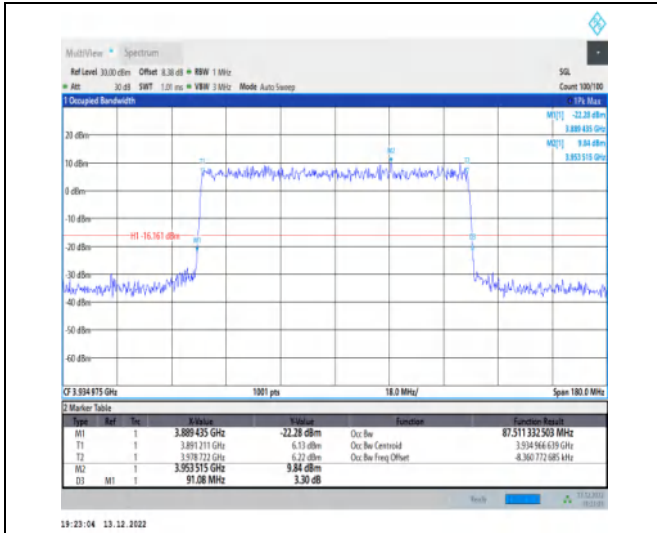 MultiView Spectrum
Ref Level 30.00 dBm Offset 8.38 dB RBW 1 MHz SGL
Att 30 dB SWT 1.01 ms VBW 3 MHz Mode Auto Sweep Count 100/100
1 Occupied Bandwidth 1Pk Max
M1[1] -22.28 dBm
3.889 435 GHz
M2[1] 9.84 dBm
3.953 515 GHz
20 dBm
M2
10 dBm
0 dBm
-10 dBm
H1 -16.161 dBm
M1
-20 dBm
-30 dBm
-40 dBm
-50 dBm
-60 dBm
CF 3.934 975 GHz 1001 pts 18.0 MHz/ Span 180.0 MHz
2 Marker Table
Type Ref Trc X-Value Y-Value Function Function Result
M1 1 3.889 435 GHz -22.28 dBm Occ Bw 87.511 332 503 MHz
T1 1 3.891 211 GHz 6.13 dBm Occ Bw Centroid 3.934 966 639 GHz
T2 1 3.978 722 GHz 6.22 dBm Occ Bw Freq Offset -8.360 772 685 kHz
M2 1 3.953 515 GHz 9.84 dBm
D3 M1 1 91.08 MHz 3.30 dB
Ready
19:23:04 13.12.2022